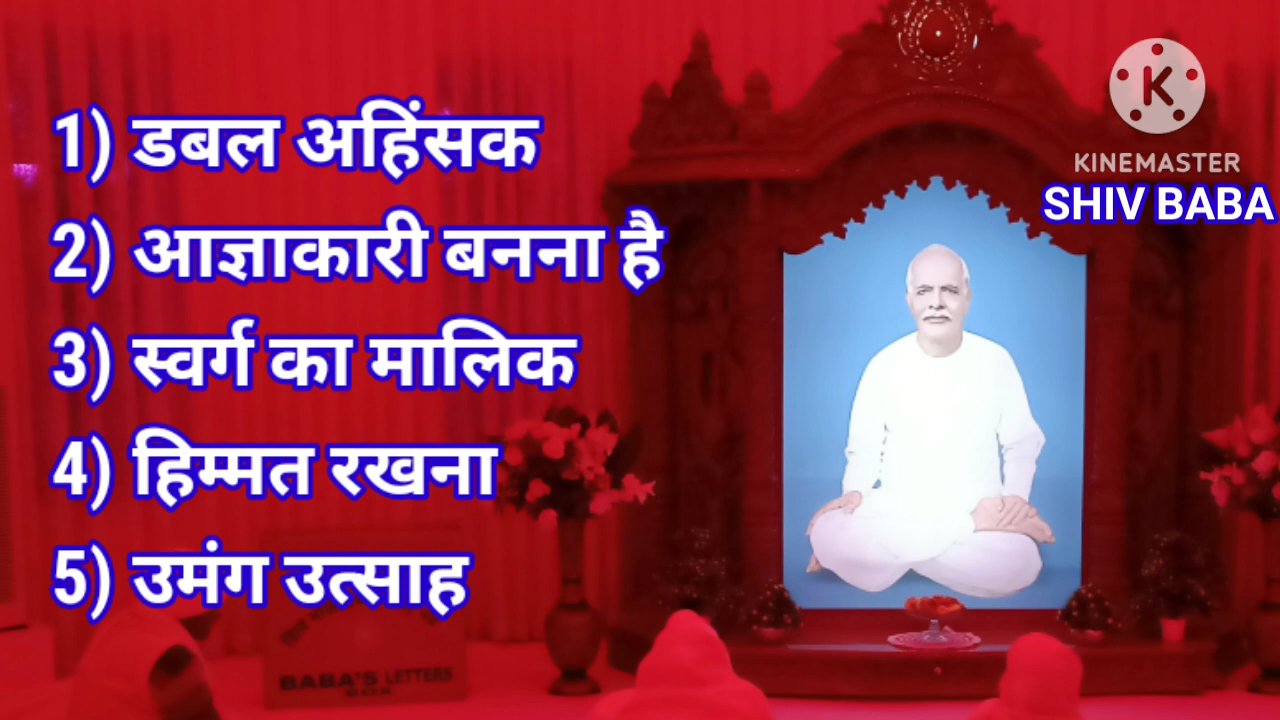 1) डबल अहिंसक
2) आज्ञाकारी बनना है
3) स्वर्ग का मालिक
4) हिम्मत रखना
5) उमंग उत्साह
K
KINEMASTER
SHIV BABA
BABA'S LETTERS
BOX